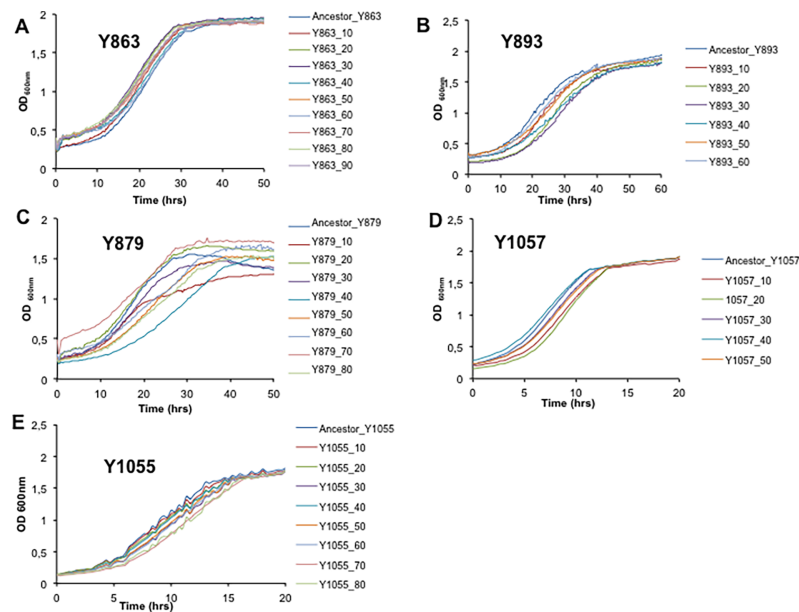 A
Y863
2
1,5
1
0,5
0
OD 600nm
0 10 20 30 40 50
Time (hrs)
Ancestor_Y863
Y863_10
Y863_20
Y863_30
Y863_40
Y863_50
Y863_60
Y863_70
Y863_80
Y863_90
B
Y893
2,5
2
1,5
1
0,5
0
OD 600nm
0 10 20 30 40 50 60
Time (hrs)
Ancestor_Y893
Y893_10
Y893_20
Y893_30
Y893_40
Y893_50
Y893_60
C
Y879
2
1,5
1
0,5
0
OD 600nm
0 10 20 30 40 50
Time (hrs)
Ancestor_Y879
Y879_10
Y879_20
Y879_30
Y879_40
Y879_50
Y879_60
Y879_70
Y879_80
D
Y1057
2,5
2
1,5
1
0,5
0
OD 600nm
0 5 10 15 20
Time (hrs)
Ancestor_Y1057
Y1057_10
1057_20
Y1057_30
Y1057_40
Y1057_50
E
Y1055
2,5
2
1,5
1
0,5
0
OD 600nm
0 5 10 15 20
Time (hrs)
Ancestor_Y1055
Y1055_10
Y1055_20
Y1055_30
Y1055_40
Y1055_50
Y1055_60
Y1055_70
Y1055_80